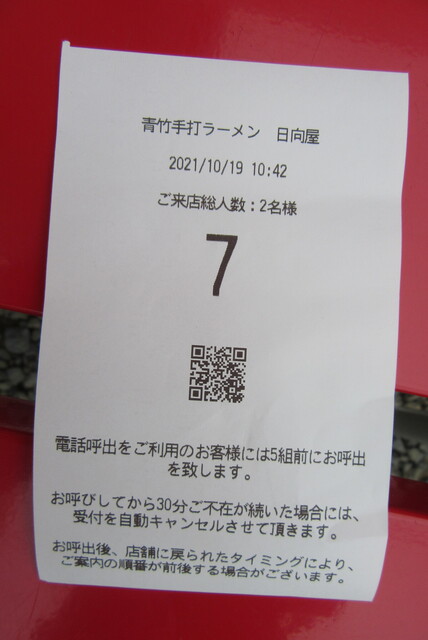 青竹手打ラーメン 日向屋
2021/10/19 10:42
ご来店総人数:2名様
7
電話呼出をご利用のお客様には5組前にお呼出
を致します。
お呼びしてから30分ご不在が続いた場合には、
受付を自動キャンセルさせて頂きます。
お呼出後、店舗に戻られたタイミングにより、
ご案内の順番が前後する場合がございます。